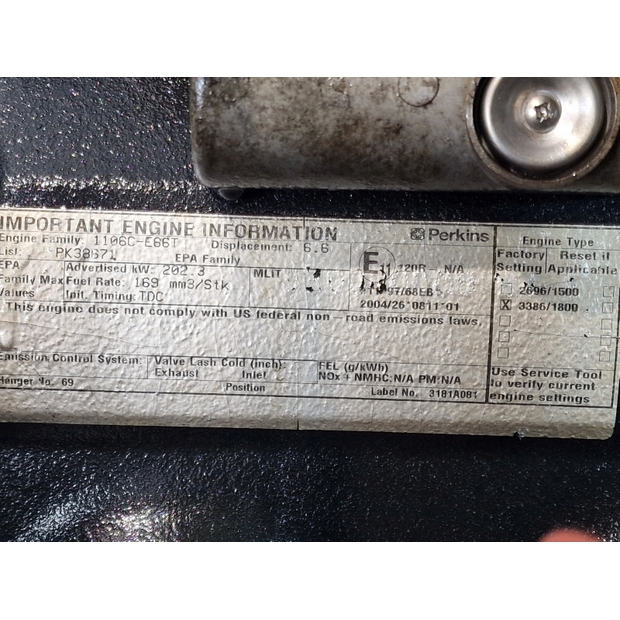 IMPORTANT ENGINE INFORMATION
Perkins
Engine Type
Engine Family: 1106C-E66T Displacement: 6.6
List PK38671
EPA Family
Factory Setting
Reset if Applicable
EPA Family Max Values
Advertised kW: 202.3
MLIT
E 120R N/A
Fuel Rate: 169 mm3/Stk
97/68EB
2696/1500
Init. Timing: TDC
2004/26*0811*01
X 3386/1800
This engine does not comply with US federal non - road emissions laws,
Emission Control System:
Valve Lash Cold (inch):
Exhaust Inlet
FEL (g/kWh)
NOx + NMHC:N/A PM:N/A
Use Service Tool
to verify current
engine settings
Hanger No. 69
Position
Label No. 3181A081